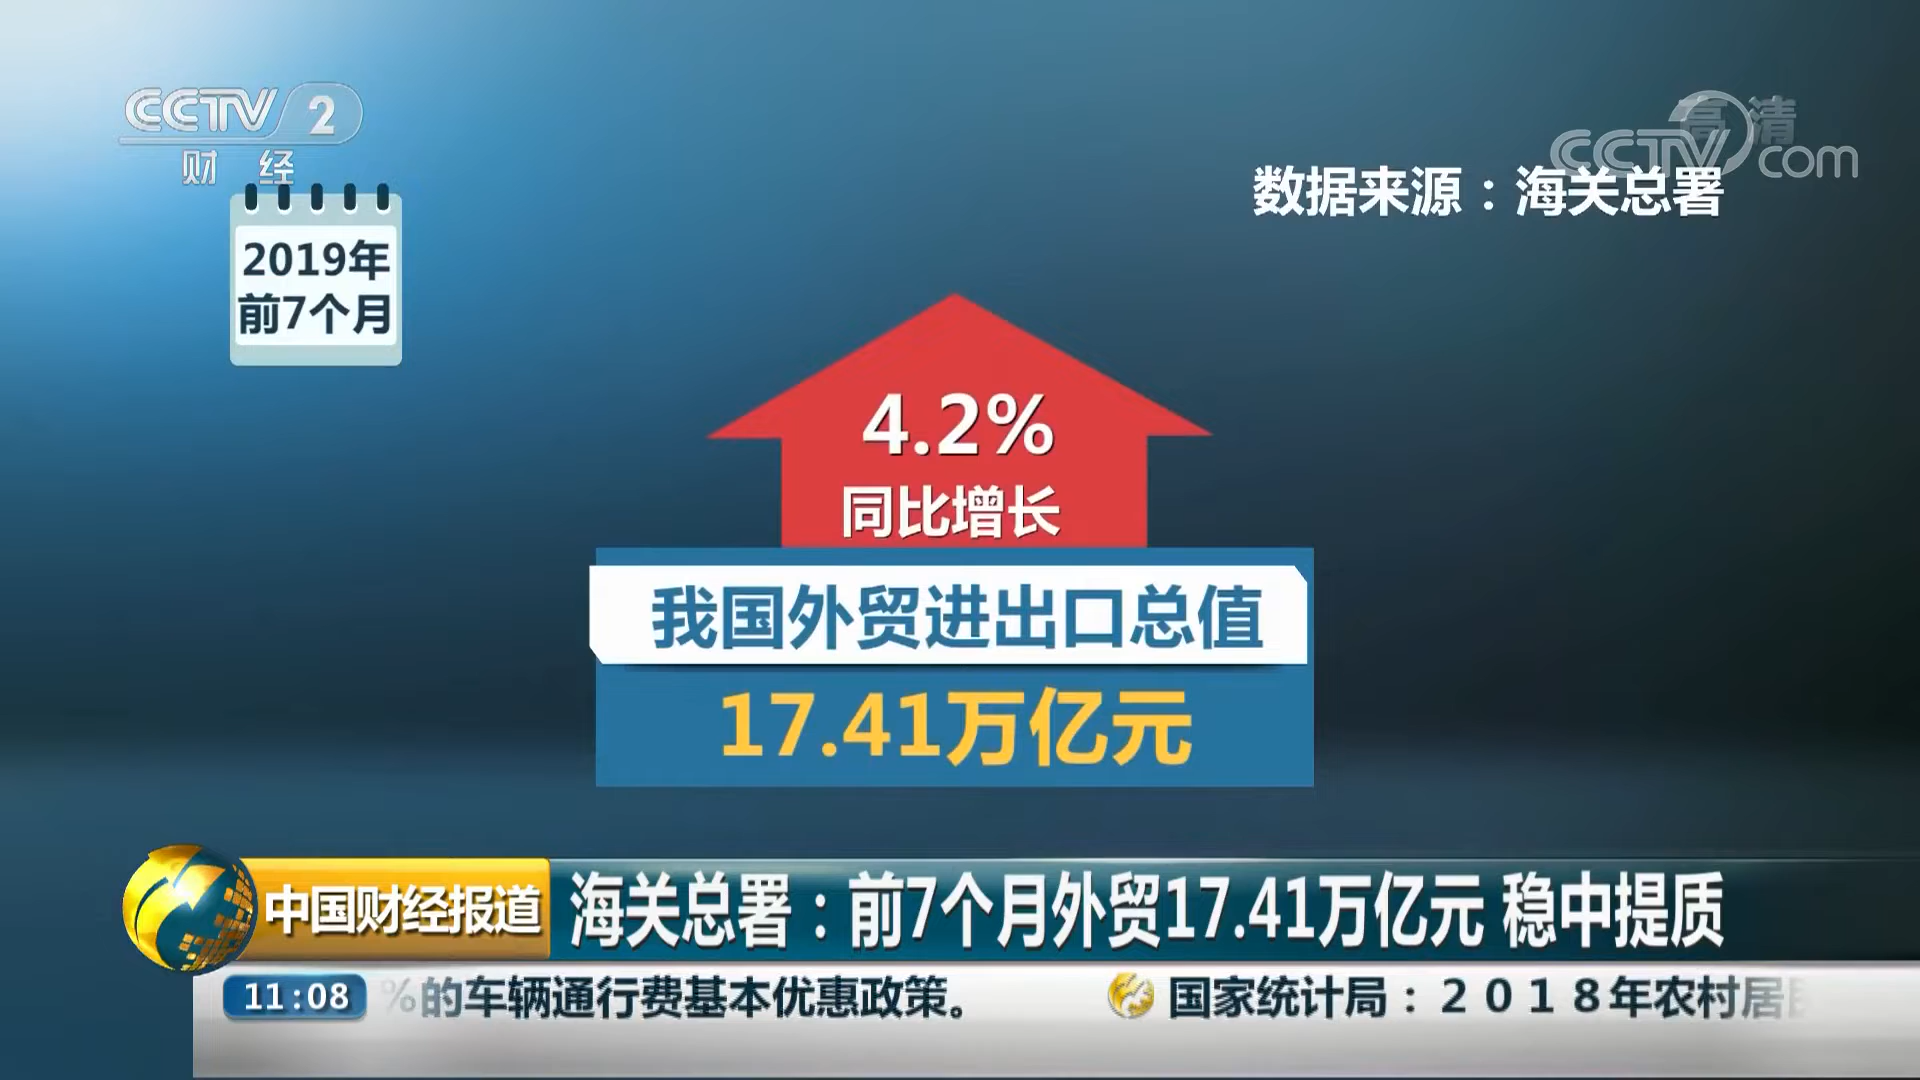 CCTV 2
财 经
高清
CCTV com
数据来源：海关总署
2019年
前7个月
4.2%
同比增长
我国外贸进出口总值
17.41万亿元
中国财经报道
海关总署：前7个月外贸17.41万亿元 稳中提质
11:08
%的车辆通行费基本优惠政策。 国家统计局：2018年农村居民